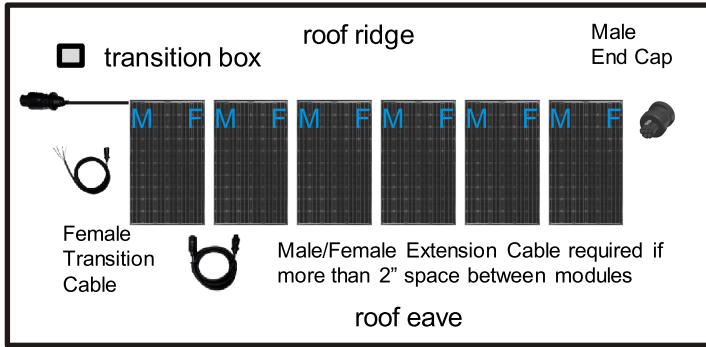 roof ridge
Male
End Cap
transition box
M F M F M F M F M F M F
Female
Transition
Cable
Male/Female Extension Cable required if
more than 2” space between modules
roof eave